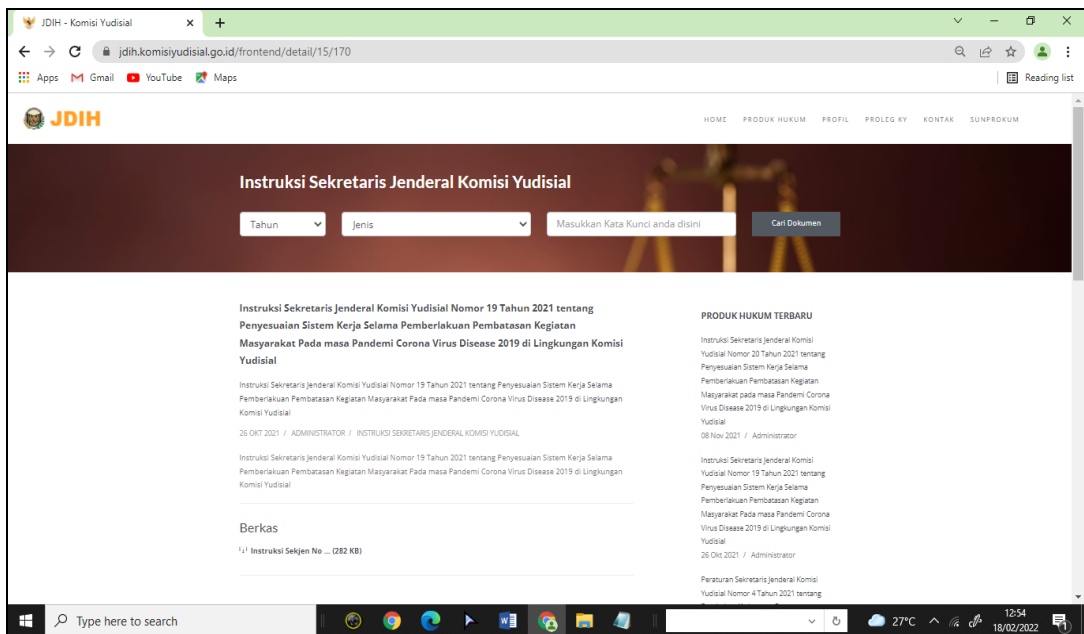 JDIH - Komisi Yudisial
jdih.komisiyudisial.go.id/frontend/detail/15/170
Apps Gmail YouTube Maps Reading list
JDIH
HOME PRODUK HUKUM PROFIL PROLEG KY KONTAK SUNPROKUM
Instruksi Sekretaris Jenderal Komisi Yudisial
Tahun Jenis Masukkan Kata Kunci anda disini Cari Dokumen
Instruksi Sekretaris Jenderal Komisi Yudisial Nomor 19 Tahun 2021 tentang
Penyesuaian Sistem Kerja Selama Pemberlakuan Pembatasan Kegiatan
Masyarakat Pada masa Pandemi Corona Virus Disease 2019 di Lingkungan Komisi
Yudisial
Instruksi Sekretaris Jenderal Komisi Yudisial Nomor 19 Tahun 2021 tentang Penyesuaian Sistem Kerja Selama
Pemberlakuan Pembatasan Kegiatan Masyarakat Pada masa Pandemi Corona Virus Disease 2019 di Lingkungan
Komisi Yudisial
26 OKT 2021 / ADMINISTRATOR / INSTRUKSI SEKRETARIS JENDERAL KOMISI YUDISIAL
Instruksi Sekretaris Jenderal Komisi Yudisial Nomor 19 Tahun 2021 tentang Penyesuaian Sistem Kerja Selama
Pemberlakuan Pembatasan Kegiatan Masyarakat Pada masa Pandemi Corona Virus Disease 2019 di Lingkungan
Komisi Yudisial
Berkas
Instruksi Sekjen No ... (282 KB)
PRODUK HUKUM TERBARU
Instruksi Sekretaris Jenderal Komisi
Yudisial Nomor 20 Tahun 2021 tentang
Penyesuaian Sistem Kerja Selama
Pemberlakuan Pembatasan Kegiatan
Masyarakat pada masa Pandemi Corona
Virus Disease 2019 di Lingkungan Komisi
Yudisial
08 Nov 2021 / Administrator
Instruksi Sekretaris Jenderal Komisi
Yudisial Nomor 19 Tahun 2021 tentang
Penyesuaian Sistem Kerja Selama
Pemberlakuan Pembatasan Kegiatan
Masyarakat Pada masa Pandemi Corona
Virus Disease 2019 di Lingkungan Komisi
Yudisial
26 Okt 2021 / Administrator
Peraturan Sekretaris Jenderal Komisi
Yudisial Nomor 4 Tahun 2021 tentang
Type here to search 27°C 12:54
18/02/2022